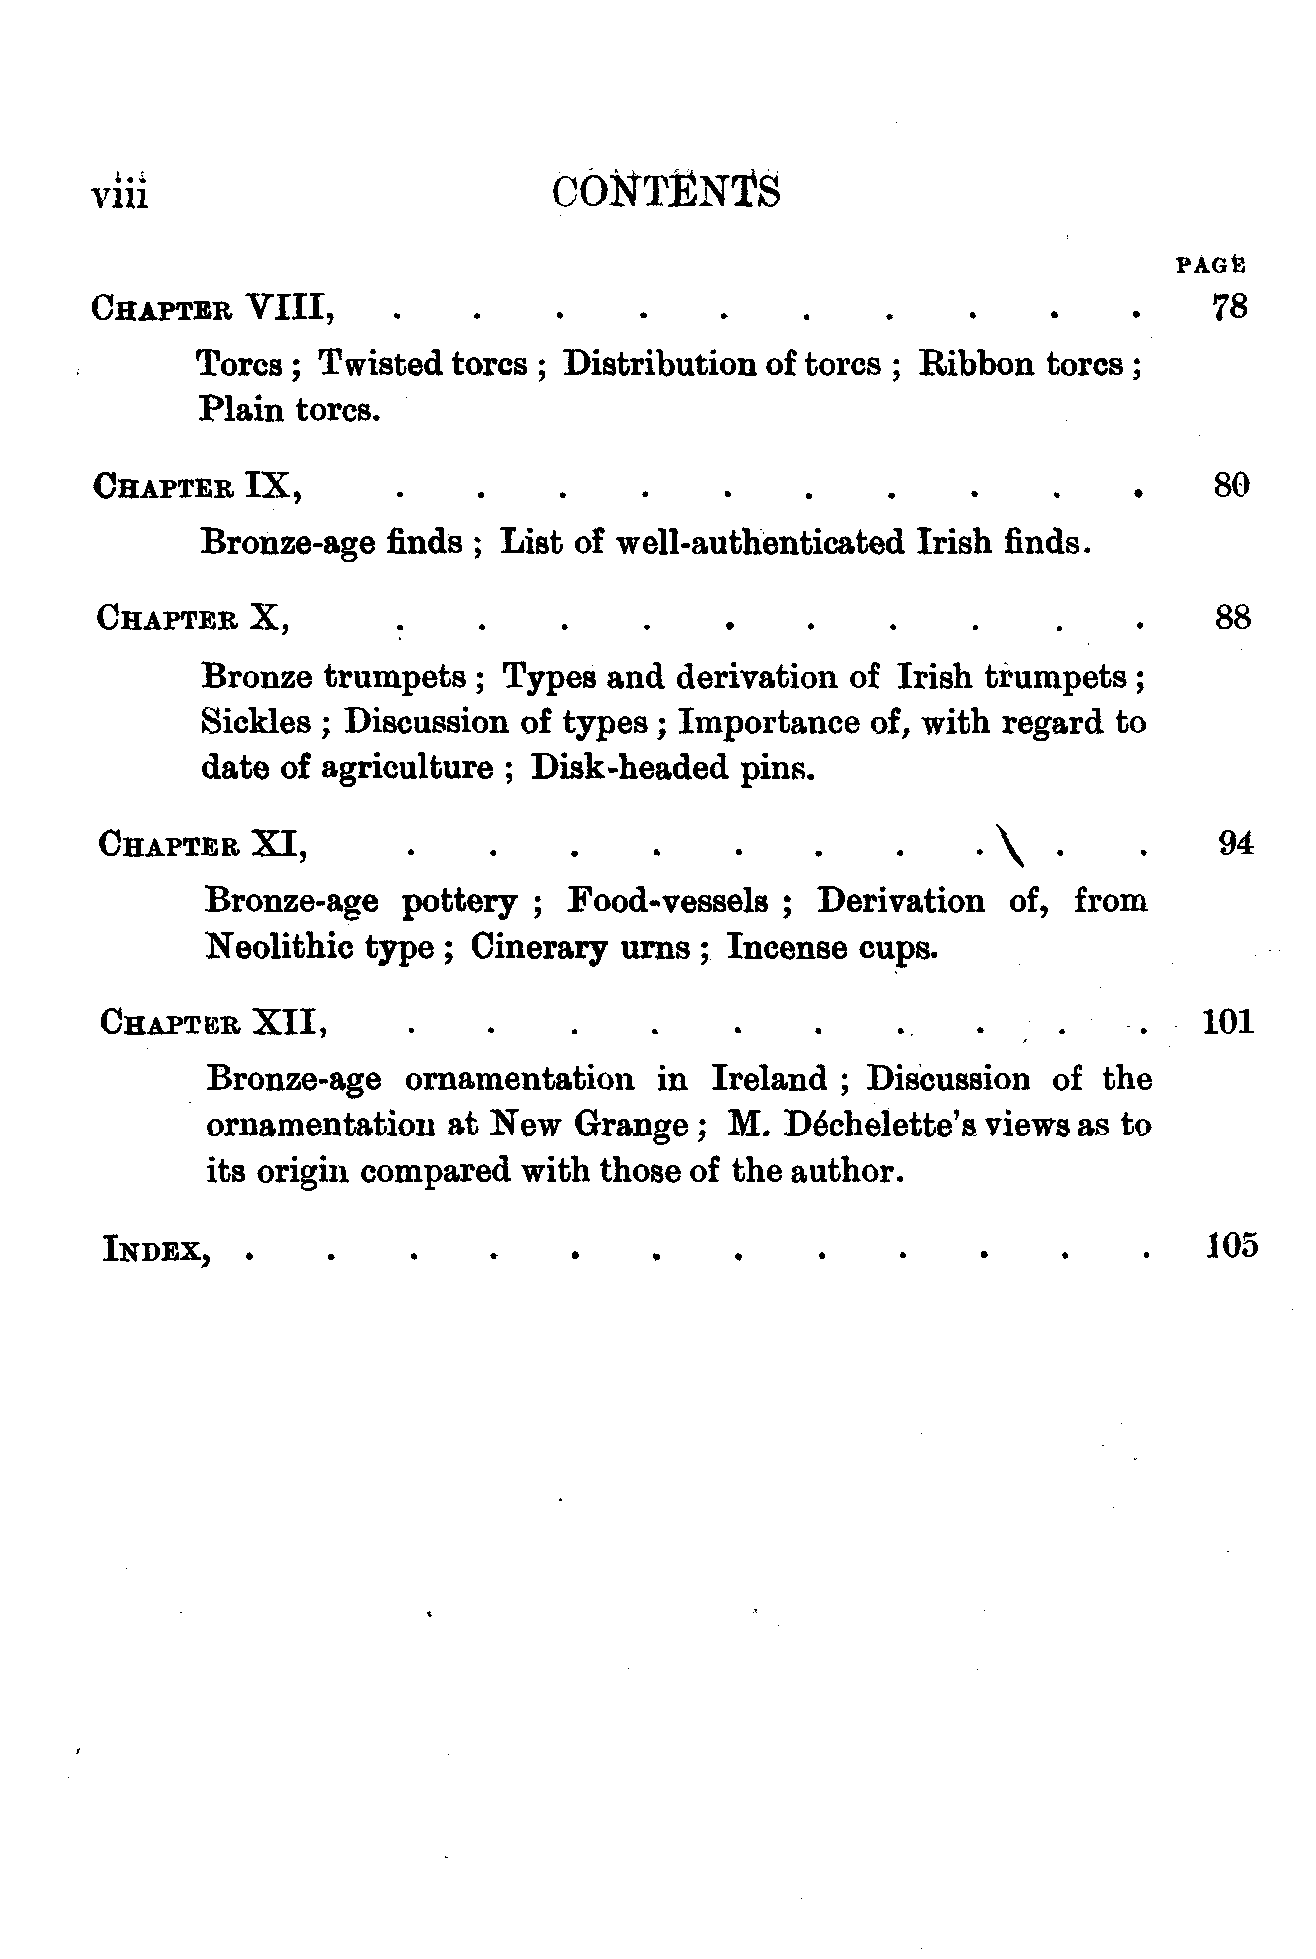 viii CONTENTS
PAGE
CHAPTER VIII, . . . . . . . . . . 78
Torcs ; Twisted torcs ; Distribution of torcs ; Ribbon torcs ;
Plain torcs.
CHAPTER IX, . . . . . . . . . . 80
Bronze-age finds ; List of well-authenticated Irish finds.
CHAPTER X, . . . . . . . . . . 88
Bronze trumpets ; Types and derivation of Irish trumpets ;
Sickles ; Discussion of types ; Importance of, with regard to
date of agriculture ; Disk-headed pins.
CHAPTER XI, . . . . . . . . . . 94
Bronze-age pottery ; Food-vessels ; Derivation of, from
Neolithic type ; Cinerary urns ; Incense cups.
CHAPTER XII, . . . . . . . . . . 101
Bronze-age ornamentation in Ireland ; Discussion of the
ornamentation at New Grange ; M. Déchelette's views as to
its origin compared with those of the author.
INDEX, . . . . . . . . . . . . 105